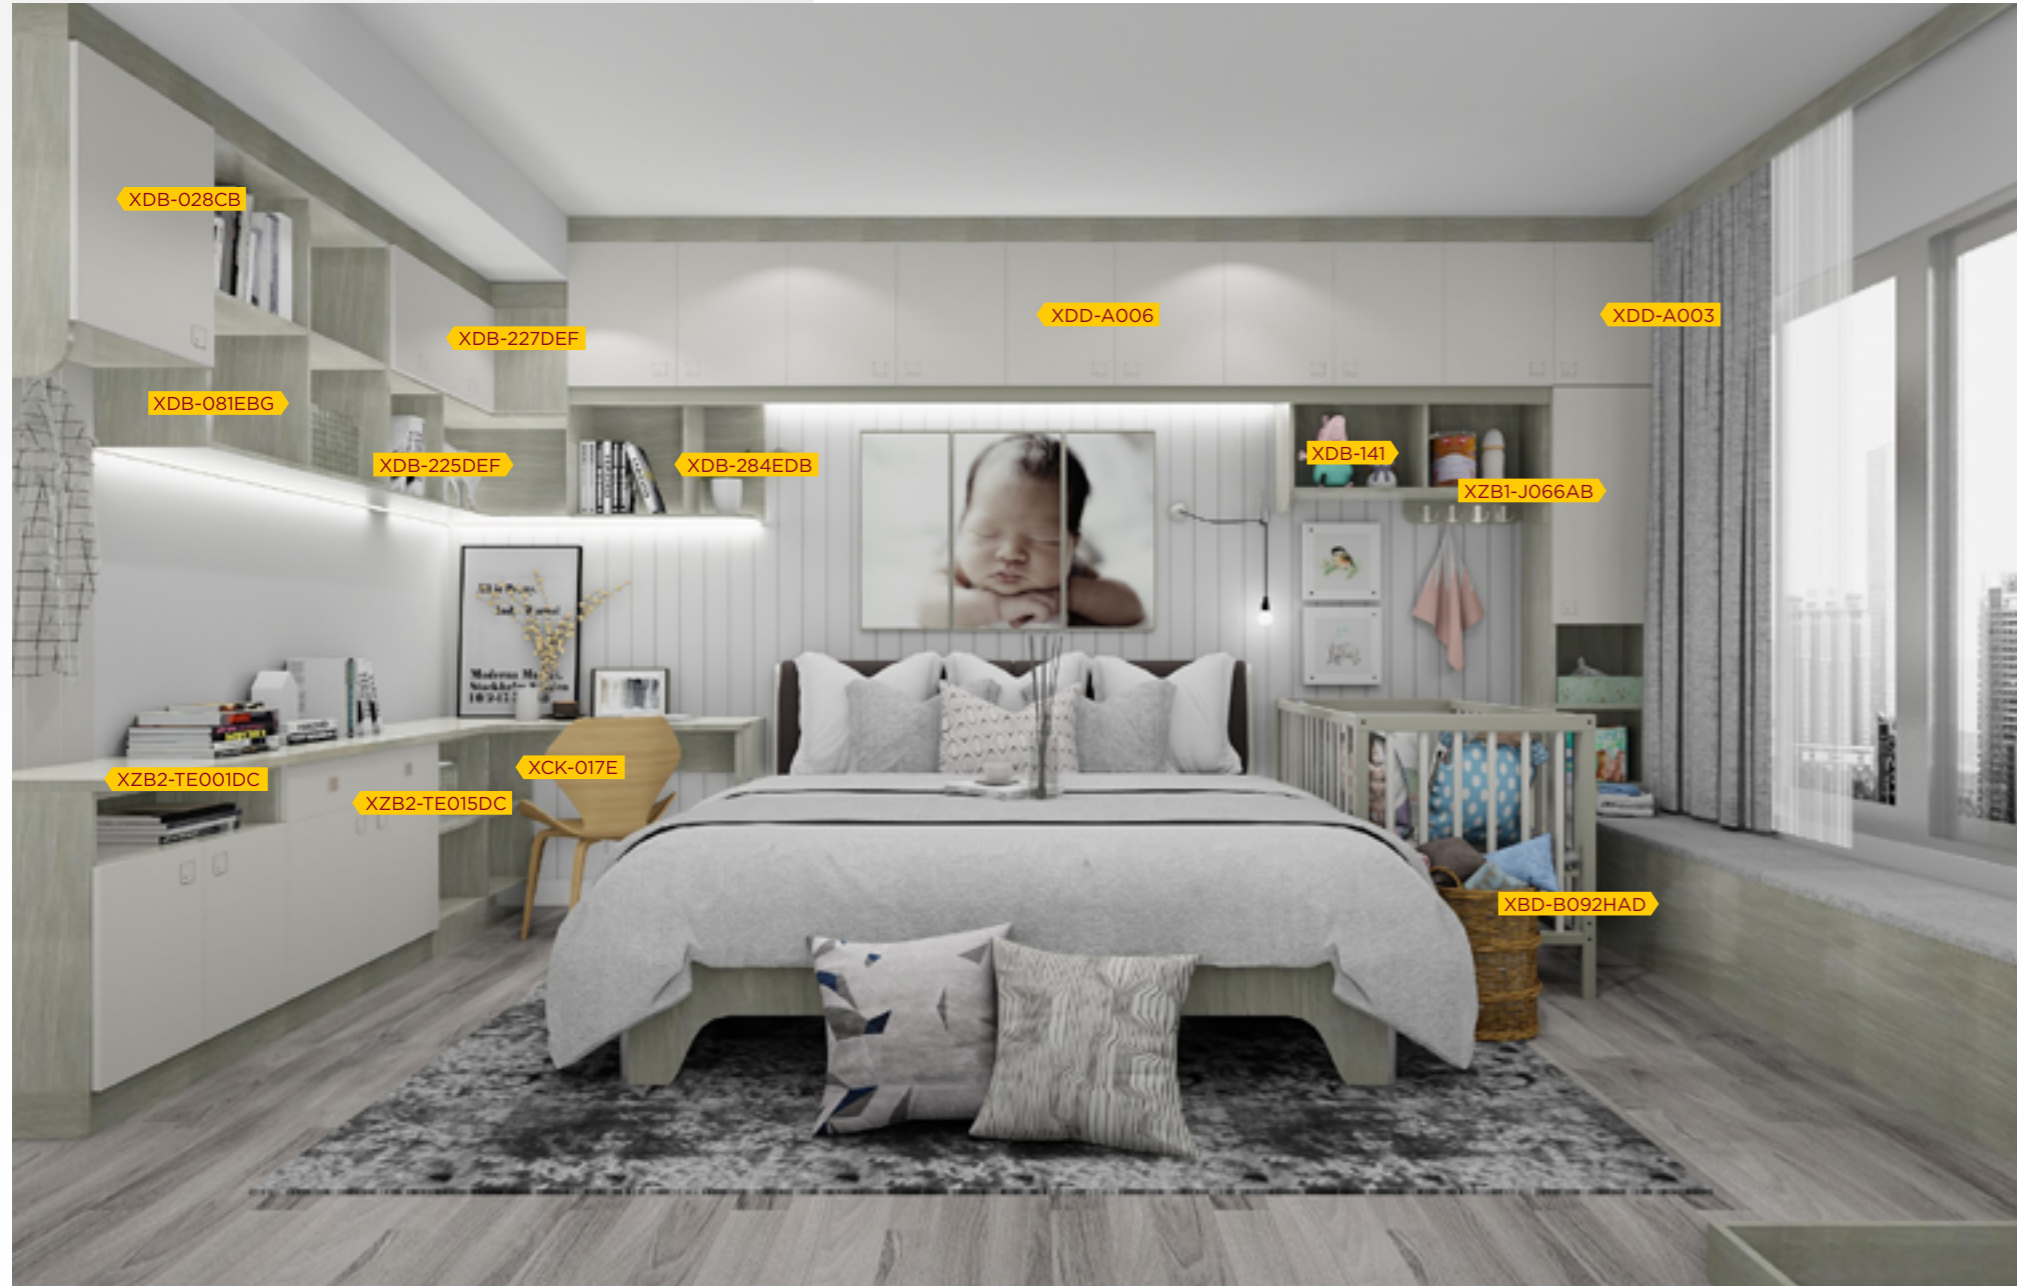 XDB-028CB
XDD-A006
XDD-A003
XDB-227DEF
XDB-081EBG
XDB-225DEF
XDB-284EDB
XDB-141
XZB1-J066AB
XCK-017E
XZB2-TE001DC
XZB2-TE015DC
XBD-B092HAD